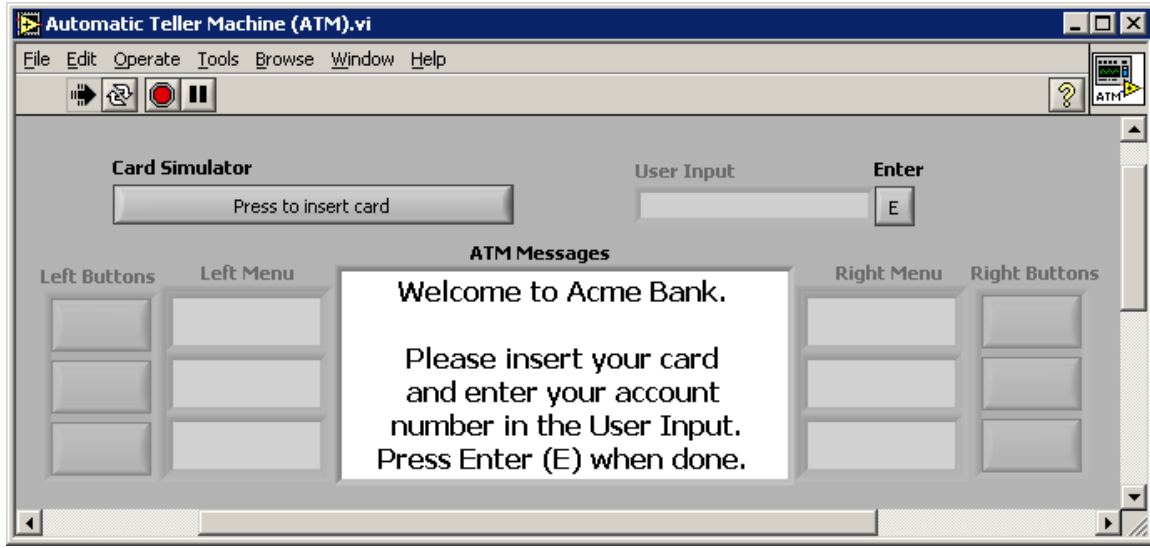 Automatic Teller Machine (ATM).vi
File Edit Operate Tools Browse Window Help
? ATM
Card Simulator
User Input
Enter
Press to insert card
E
ATM Messages
Left Buttons
Left Menu
Right Menu
Right Buttons
Welcome to Acme Bank.
Please insert your card
and enter your account
number in the User Input.
Press Enter (E) when done.